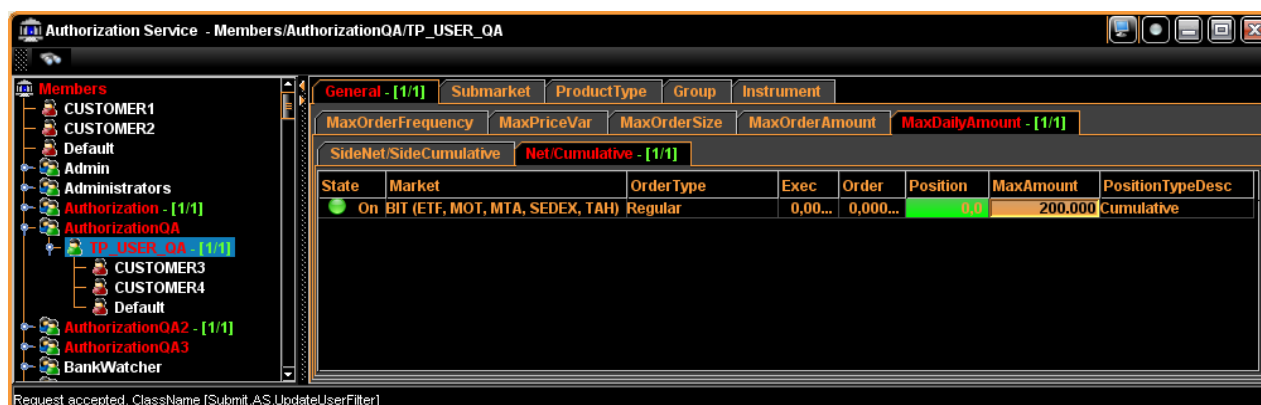 Authorization Service - Members/AuthorizationQA/TP_USER_QA
Members
CUSTOMER1
CUSTOMER2
Default
Admin
Administrators
Authorization - [1/1]
AuthorizationQA
TP_USER_QA - [1/1]
CUSTOMER3
CUSTOMER4
Default
AuthorizationQA2 - [1/1]
AuthorizationQA3
BankWatcher
General - [1/1] Submarket ProductType Group Instrument
MaxOrderFrequency MaxPriceVar MaxOrderSize MaxOrderAmount MaxDailyAmount - [1/1]
SideNet/SideCumulative Net/Cumulative - [1/1]
State Market OrderType Exec Order Position MaxAmount PositionTypeDesc
On BIT (ETF, MOT, MTA, SEDEX, TAH) Regular 0,00... 0,000... 0,0 200.000 Cumulative
Request accepted. ClassName [Submit.AS.UpdateUserFilter]